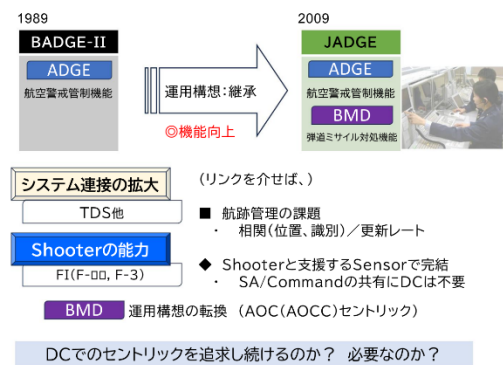 1989
2009
BADGE-II
JADGE
ADGE
航空警戒管制機能
運用構想：継承
◎機能向上
ADGE
航空警戒管制機能
BMD
弾道ミサイル対処機能
システム連接の拡大
TDS他
(リンクを介せば、)
■ 航跡管理の課題
・ 相関(位置、識別)／更新レート
Shooterの能力
FI(F-□□, F-3)
◆ Shooterと支援するSensorで完結
・ SA/Commandの共有にDCは不要
BMD 運用構想の転換 (AOC(AOCC)セントリック)
DCでのセントリックを追求し続けるのか？ 必要なのか？